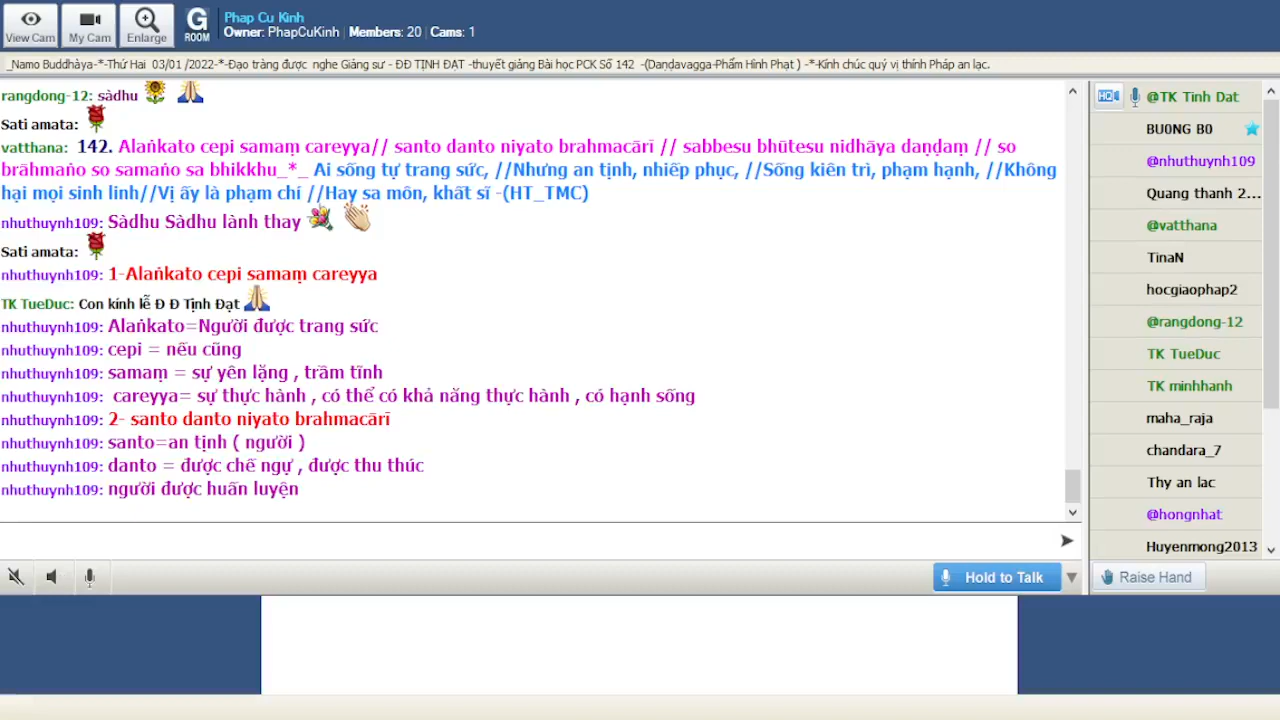 View Cam
My Cam
Enlarge
G
ROOM
Phap Cu Kinh
Owner: PhapCuKinh | Members: 20 | Cams: 1
_Namo Buddhàya-*-Thứ Hai 03/01 /2022-*-Đạo tràng được nghe Giảng sư - ĐĐ TỊNH ĐẠT -thuyết giảng Bài học PCK Số 142 -(Daṇḍavagga-Phẩm Hình Phạt ) -*-Kính chúc quý vị thính Pháp an lạc.
rangdong-12: sàdhu
Sati amata:
vatthana: 142. Alaṅkato cepi samaṃ careyya// santo danto niyato brahmacārī // sabbesu bhūtesu nidhāya daṇḍaṃ // so
brāhmaṅo so samaṅo sa bhikkhu_*_ Ai sống tự trang sức, //Nhưng an tịnh, nhiếp phục, //Sống kiên trì, phạm hạnh, //Không
hại mọi sinh linh//Vị ấy là phạm chí //Hay sa môn, khất sĩ -(HT_TMC)
nhuthuynh109: Sàdhu Sàdhu lành thay
Sati amata:
nhuthuynh109: 1-Alaṅkato cepi samaṃ careyya
TK TueDuc: Con kính lễ Đ Đ Tịnh Đạt
nhuthuynh109: Alaṅkato=Người được trang sức
nhuthuynh109: cepi = nếu cũng
nhuthuynh109: samaṃ = sự yên lặng , trầm tĩnh
nhuthuynh109: careyya= sự thực hành , có thể có khả năng thực hành , có hạnh sống
nhuthuynh109: 2- santo danto niyato brahmacārī
nhuthuynh109: santo=an tịnh ( người )
nhuthuynh109: danto = được chế ngự , được thu thúc
nhuthuynh109: người được huấn luyện
Hold to Talk
HQ
@TK Tinh Dat
BU0NG B0
@nhuthuynh109
Quang thanh 2...
@vatthana
TinaN
hocgiaophap2
@rangdong-12
TK TueDuc
TK minhhanh
maha_raja
chandara_7
Thy an lac
@hongnhat
Huyenmong2013
Raise Hand